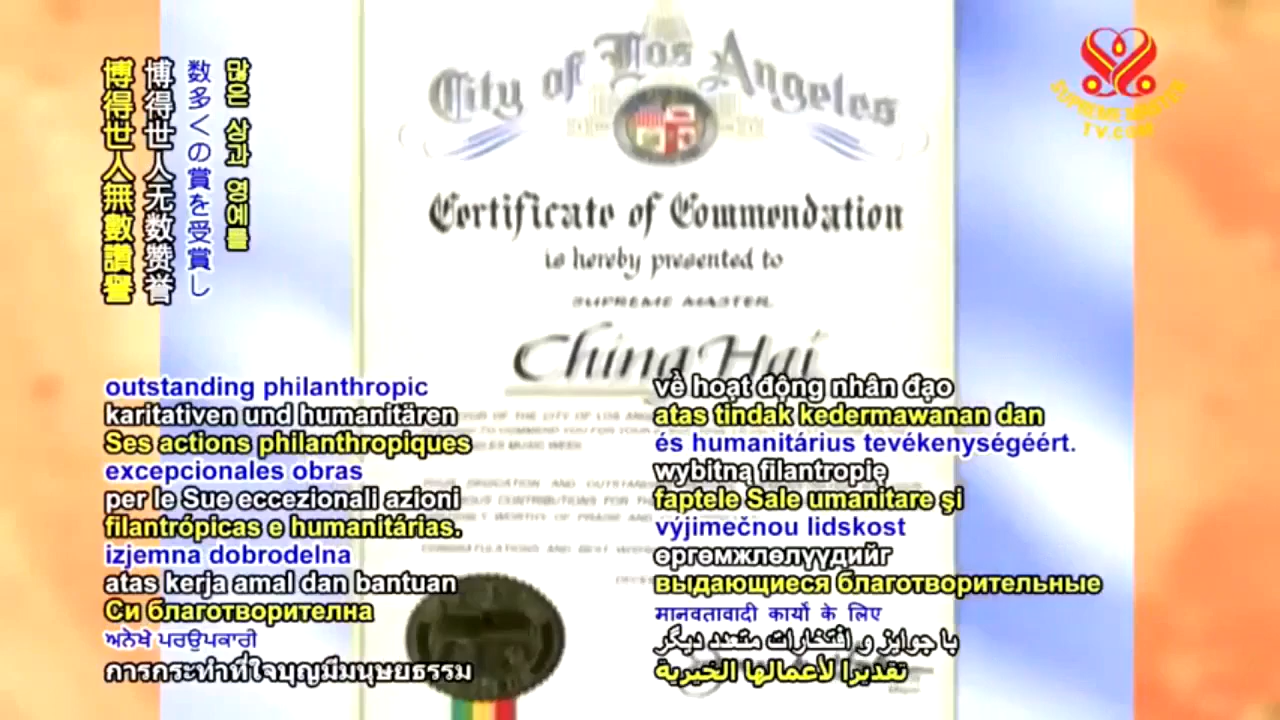 많은 상과 영예를
数多くの賞を受賞し
博得世人无数赞誉
博得世人無數讚譽
SUPREME MASTER
TV.COM
City of Los Angeles
Certificate of Commendation
is hereby presented to
SUPREME MASTER
Ching Hai
outstanding philanthropic
karitativen und humanitären
Ses actions philanthropiques
excepcionales obras
per le Sue eccezionali azioni
filantrópicas e humanitárias.
izjemna dobrodelna
atas kerja amal dan bantuan
Си благотворителна
ਅਨੋਖੇ ਪਰਉਪਕਾਰੀ
การกระทำที่ใจบุญมีมนุษยธรรม
về hoạt động nhân đạo
atas tindak kedermawanan dan
és humanitárius tevékenységéért.
wybitną filantropię
faptele Sale umanitare şi
výjimečnou lidskost
өргөмжлөлүүдийг
выдающиеся благотворительные
मानवतावादी कार्यों के लिए
با جوایز و افتخارات متعدد دیگر
تقديرا لأعمالها الخيرية